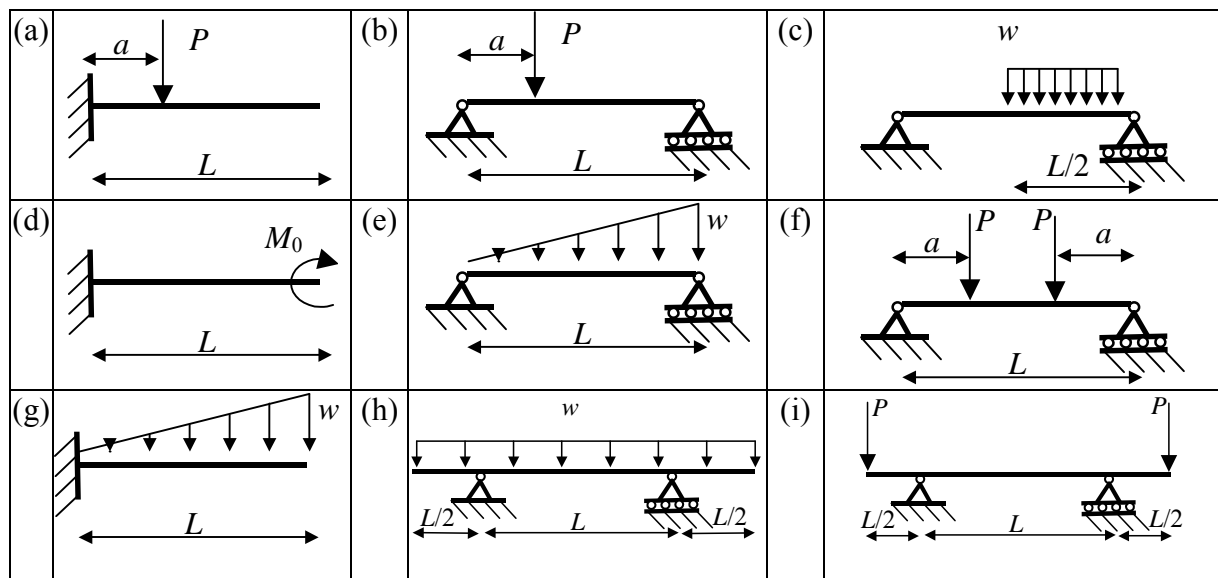 (a)
P
a
L
(b)
P
a
L
(c)
w
L/2
(d)
M0
L
(e)
w
L
(f)
P P
a a
L
(g)
w
L
(h)
w
L/2 L L/2
(i)
P P
L/2 L L/2